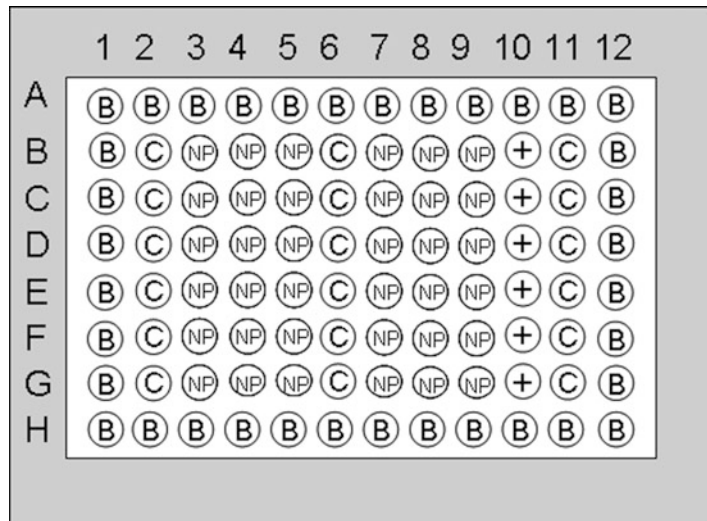 1 2 3 4 5 6 7 8 9 10 11 12
A B B B B B B B B B B B B
B B C NP NP NP C NP NP NP + C B
C B C NP NP NP C NP NP NP + C B
D B C NP NP NP C NP NP NP + C B
E B C NP NP NP C NP NP NP + C B
F B C NP NP NP C NP NP NP + C B
G B C NP NP NP C NP NP NP + C B
H B B B B B B B B B B B B